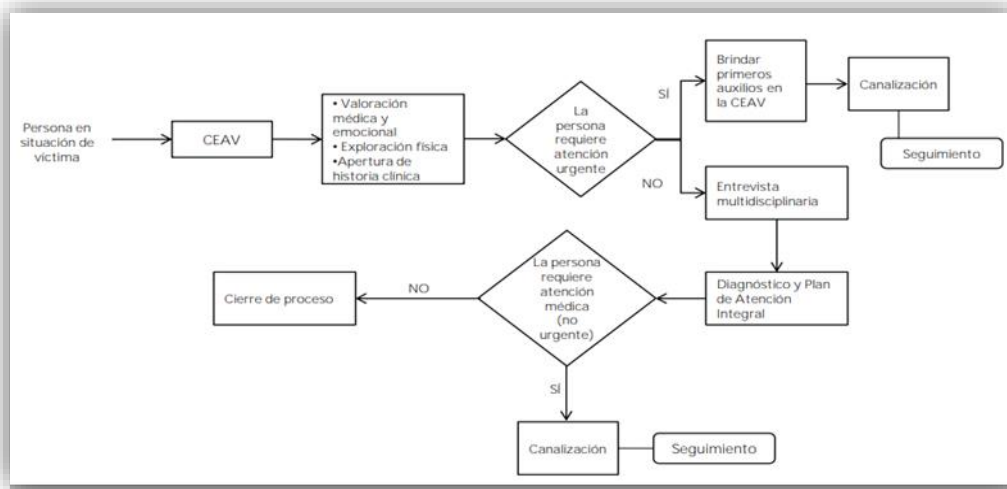 Persona en
situación de
víctima
CEAV
• Valoración
médica y
emocional
• Exploración física
•Apertura de
historia clínica
La
persona
requiere
atención
urgente
SÍ
Brindar
primeros
auxilios en
la CEAV
Canalización
Seguimiento
NO
Entrevista
multidisciplinaria
Diagnóstico y Plan
de Atención
Integral
La persona
requiere
atención
médica
(no
urgente)
NO
Cierre de proceso
SÍ
Canalización
Seguimiento